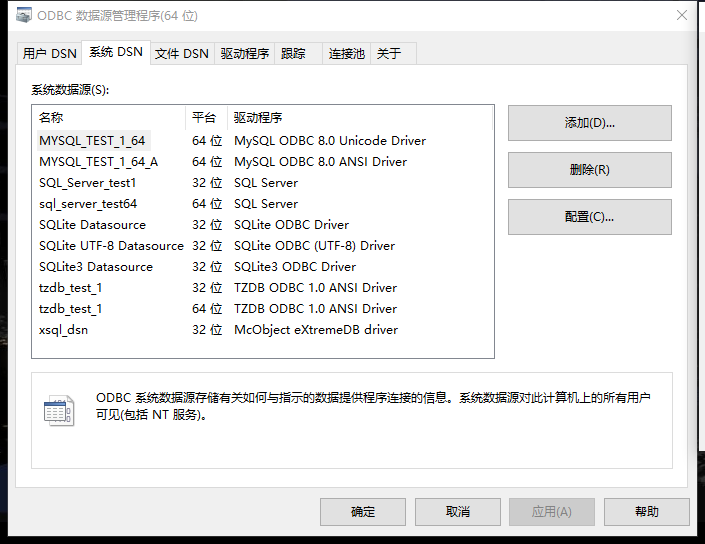 ODBC 数据源管理程序(64 位)
用户 DSN 系统 DSN 文件 DSN 驱动程序 跟踪 连接池 关于
系统数据源(S):
名称 平台 驱动程序
MYSQL_TEST_1_64 64 位 MySQL ODBC 8.0 Unicode Driver
MYSQL_TEST_1_64_A 64 位 MySQL ODBC 8.0 ANSI Driver
SQL_Server_test1 32 位 SQL Server
sql_server_test64 64 位 SQL Server
SQLite Datasource 32 位 SQLite ODBC Driver
SQLite UTF-8 Datasource 32 位 SQLite ODBC (UTF-8) Driver
SQLite3 Datasource 32 位 SQLite3 ODBC Driver
tzdb_test_1 32 位 TZDB ODBC 1.0 ANSI Driver
tzdb_test_1 64 位 TZDB ODBC 1.0 ANSI Driver
xsql_dsn 32 位 McObject eXtremeDB driver
添加(D)...
删除(R)
配置(C)...
ODBC 系统数据源存储有关如何与指示的数据提供程序连接的信息。系统数据源对此计算机上的所有用户
可见(包括 NT 服务)。
确定 取消 应用(A) 帮助